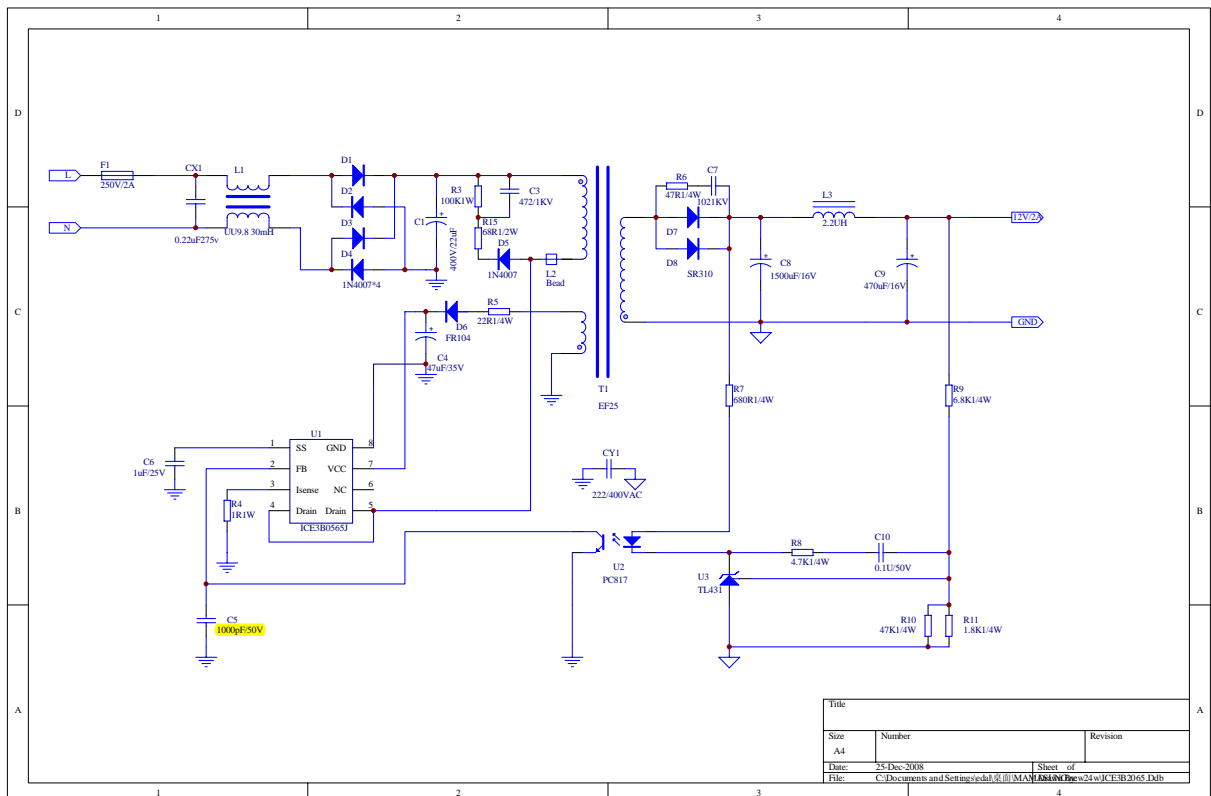 1 2 3 4
D D
C C
B B
A A
1 2 3 4
L
F1
250V/2A
CX1
0.22uF275v
N
L1
UU9.8 30mH
D1
D2
D3
D4
1N4007*4
C1
400V/22uF
R3
100K1W
C3
472/1KV
R15
68R1/2W
D5
1N4007
L2
Bead
R6
47R1/4W
C7
1021KV
D7
D8
SR310
L3
2.2UH
12V/2A
C8
1500uF/16V
C9
470uF/16V
GND
D6
FR104
R5
22R1/4W
C4
47uF/35V
T1
EF25
R7
680R1/4W
R9
6.8K1/4W
U1
1 SS GND 8
2 FB VCC 7
3 Isense NC 6
4 Drain Drain 5
ICE3B0565J
C6
1uF/25V
R4
1R1W
C5
1000pF/50V
CY1
222/400VAC
U2
PC817
R8
4.7K1/4W
C10
0.1U/50V
U3
TL431
R10
47K1/4W
R11
1.8K1/4W
Title
Size Number Revision
A4
Date: 25-Dec-2008 Sheet of
File: C:\Documents and Settings\edal\桌面\MAM